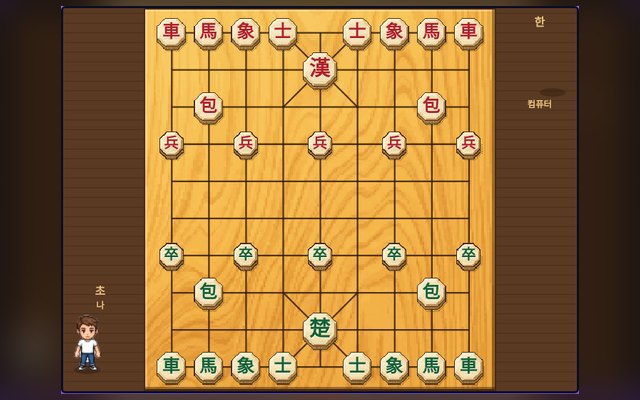 한
컴퓨터
車 馬 象 士 士 象 馬 車
漢
包 包
兵 兵 兵 兵 兵
卒 卒 卒 卒 卒
包 包
초
나
楚
車 馬 象 士 士 象 馬 車